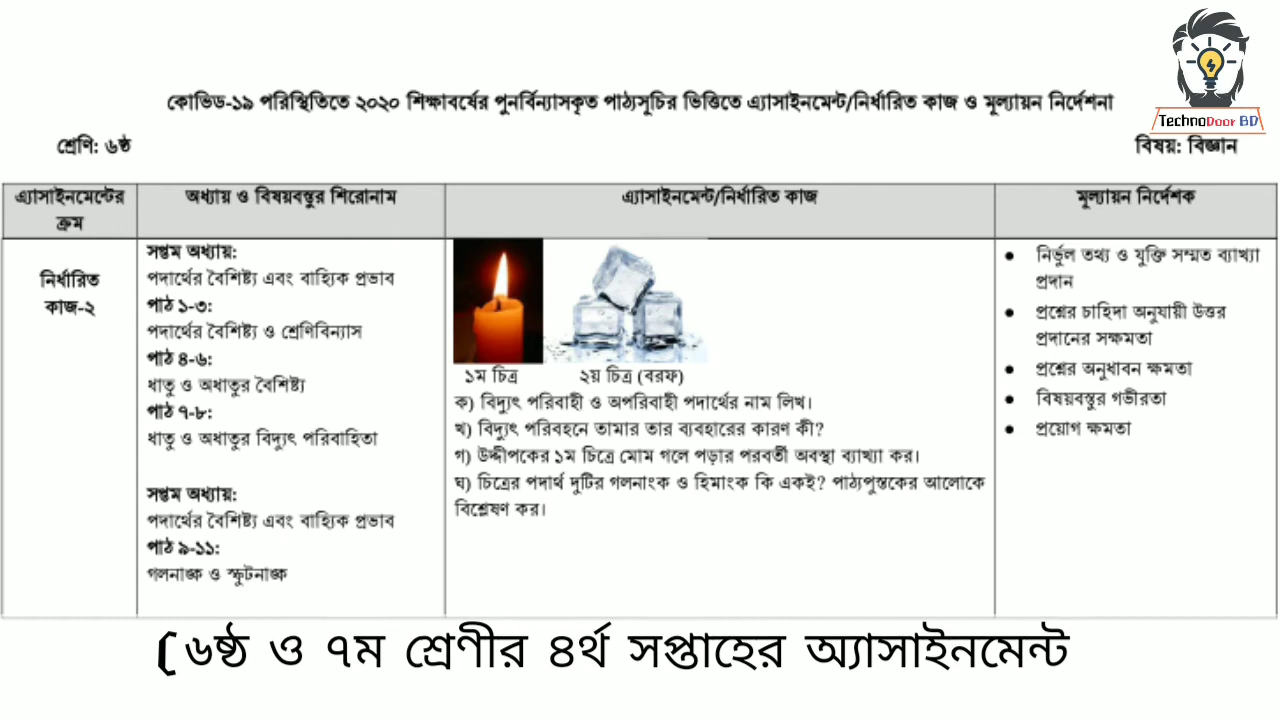 TechnoDoor BD
কোভিড-১৯ পরিস্থিতিতে ২০২০ শিক্ষাবর্ষের পুনর্বিন্যাসকৃত পাঠ্যসূচির ভিত্তিতে এ্যাসাইনমেন্ট/নির্ধারিত কাজ ও মূল্যায়ন নির্দেশনা
শ্রেণি: ৬ষ্ঠ
বিষয়: বিজ্ঞান
এ্যাসাইনমেন্টের
ক্রম
অধ্যায় ও বিষয়বস্তুর শিরোনাম
এ্যাসাইনমেন্ট/নির্ধারিত কাজ
মূল্যায়ন নির্দেশক
নির্ধারিত
কাজ-২
সপ্তম অধ্যায়:
পদার্থের বৈশিষ্ট্য এবং বাহ্যিক প্রভাব
পাঠ ১-৩:
পদার্থের বৈশিষ্ট্য ও শ্রেণিবিন্যাস
পাঠ ৪-৬:
ধাতু ও অধাতুর বৈশিষ্ট্য
পাঠ ৭-৮:
ধাতু ও অধাতুর বিদ্যুৎ পরিবাহিতা
সপ্তম অধ্যায়:
পদার্থের বৈশিষ্ট্য এবং বাহ্যিক প্রভাব
পাঠ ৯-১১:
গলনাঙ্ক ও স্ফুটনাঙ্ক
১ম চিত্র
২য় চিত্র (বরফ)
ক) বিদ্যুৎ পরিবাহী ও অপরিবাহী পদার্থের নাম লিখ।
খ) বিদ্যুৎ পরিবহনে তামার তার ব্যবহারের কারণ কী?
গ) উদ্দীপকের ১ম চিত্রে মোম গলে পড়ার পরবর্তী অবস্থা ব্যাখ্যা কর।
ঘ) চিত্রের পদার্থ দুটির গলনাংক ও হিমাংক কি একই? পাঠ্যপুস্তকের আলোকে
বিশ্লেষণ কর।
● নির্ভুল তথ্য ও যুক্তি সম্মত ব্যাখ্যা
প্রদান
● প্রশ্নের চাহিদা অনুযায়ী উত্তর
প্রদানের সক্ষমতা
● প্রশ্নের অনুধাবন ক্ষমতা
● বিষয়বস্তুর গভীরতা
● প্রয়োগ ক্ষমতা
(৬ষ্ঠ ও ৭ম শ্রেণীর ৪র্থ সপ্তাহের অ্যাসাইনমেন্ট